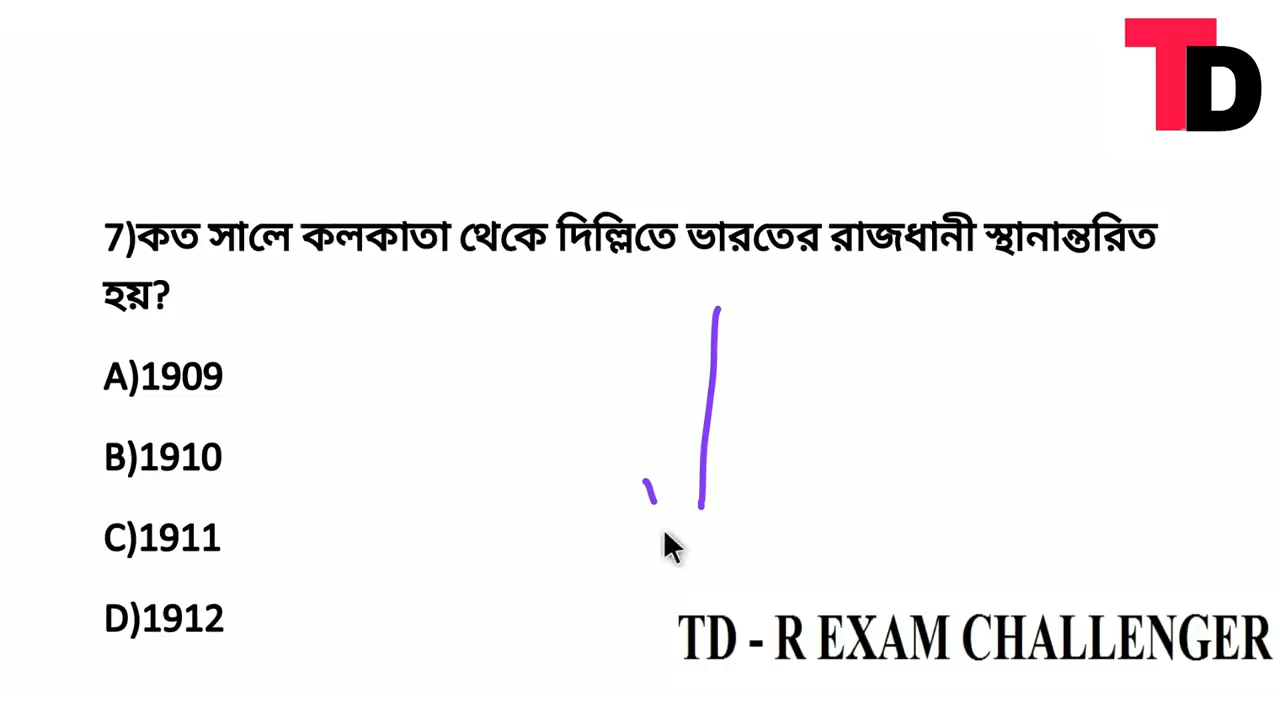 TD
7)কত সালে কলকাতা থেকে দিল্লিতে ভারতের রাজধানী স্থানান্তরিত
হয়?
A)1909
B)1910
C)1911
D)1912
TD - R EXAM CHALLENGER